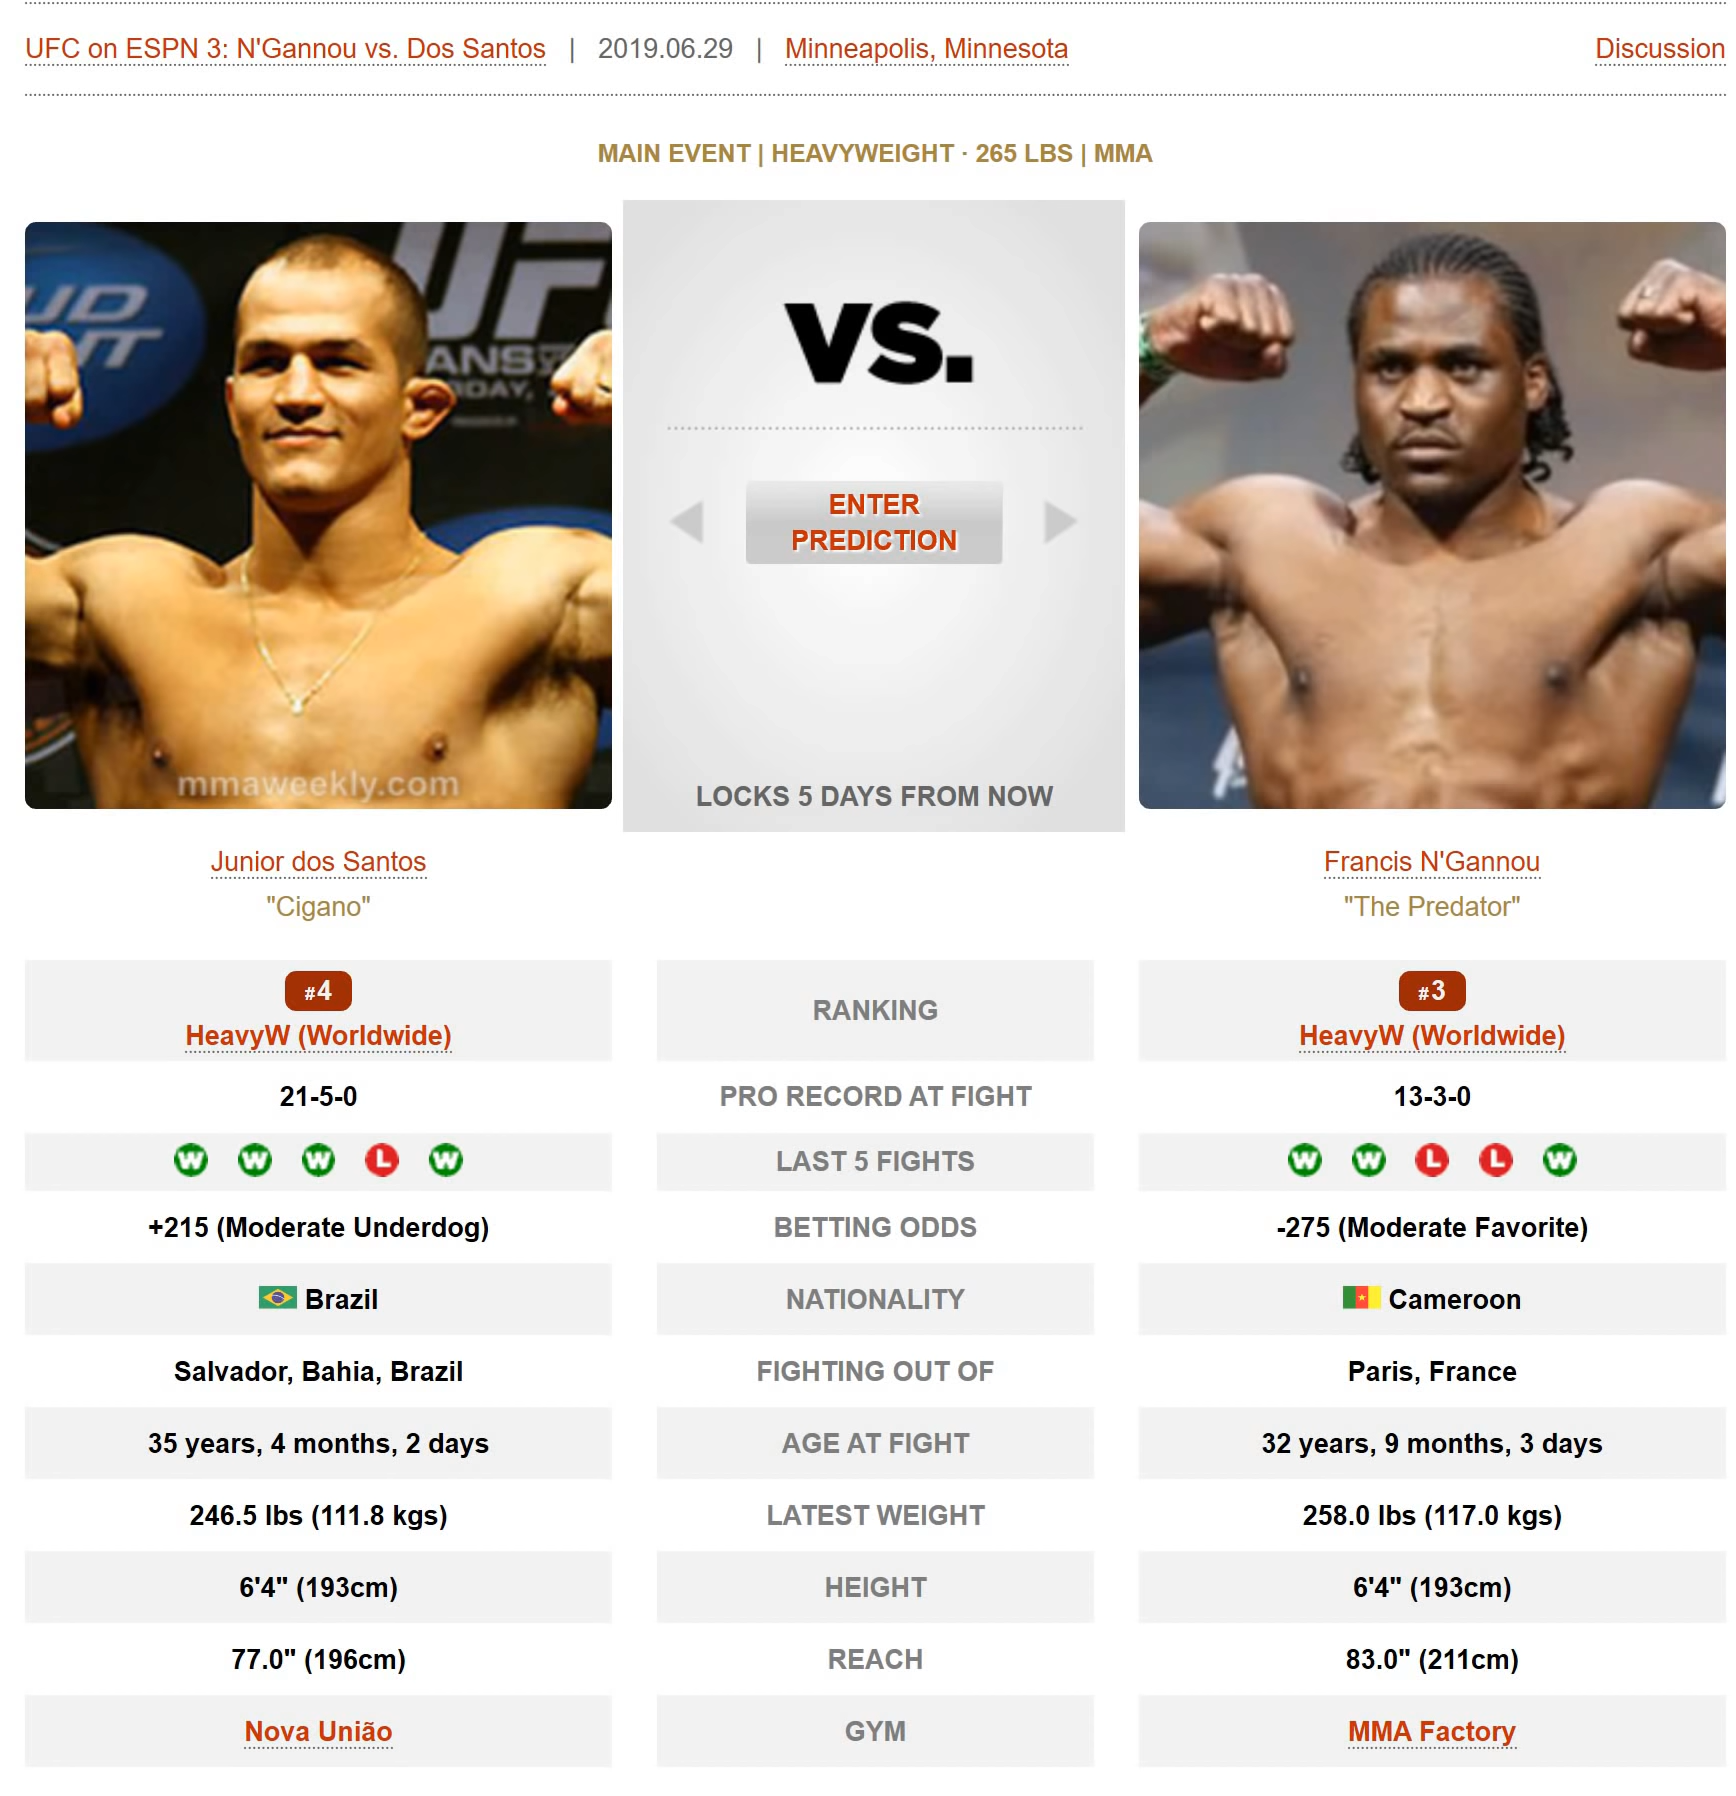 UFC on ESPN 3: N'Gannou vs. Dos Santos | 2019.06.29 | Minneapolis, Minnesota Discussion
MAIN EVENT | HEAVYWEIGHT · 265 LBS | MMA
UD
HT
UF
ANS
DAY,
mmaweekly.com
VS.
ENTER
PREDICTION
LOCKS 5 DAYS FROM NOW
Junior dos Santos Francis N'Gannou
"Cigano" "The Predator"
#4 #3
HeavyW (Worldwide) RANKING HeavyW (Worldwide)
21-5-0 PRO RECORD AT FIGHT 13-3-0
W W W L W LAST 5 FIGHTS W W L L W
+215 (Moderate Underdog) BETTING ODDS -275 (Moderate Favorite)
Brazil NATIONALITY Cameroon
Salvador, Bahia, Brazil FIGHTING OUT OF Paris, France
35 years, 4 months, 2 days AGE AT FIGHT 32 years, 9 months, 3 days
246.5 lbs (111.8 kgs) LATEST WEIGHT 258.0 lbs (117.0 kgs)
6'4" (193cm) HEIGHT 6'4" (193cm)
77.0" (196cm) REACH 83.0" (211cm)
Nova União GYM MMA Factory